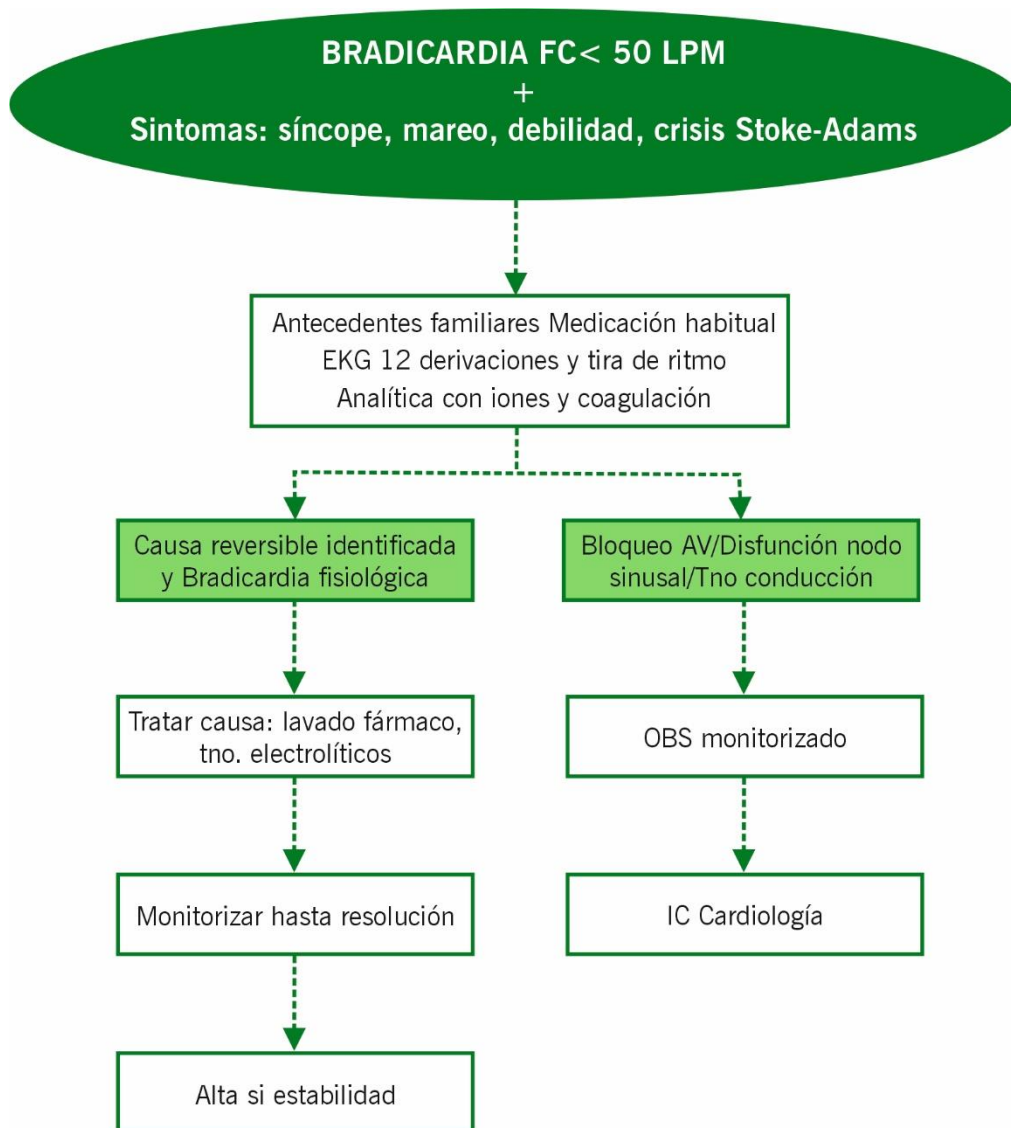 BRADICARDIA FC< 50 LPM
+
Sintomas: síncope, mareo, debilidad, crisis Stoke-Adams
Antecedentes familiares Medicación habitual
EKG 12 derivaciones y tira de ritmo
Analítica con iones y coagulación
Causa reversible identificada
y Bradicardia fisiológica
Tratar causa: lavado fármaco,
tno. electrolíticos
Monitorizar hasta resolución
Alta si estabilidad
Bloqueo AV/Disfunción nodo
sinusal/Tno conducción
OBS monitorizado
IC Cardiología